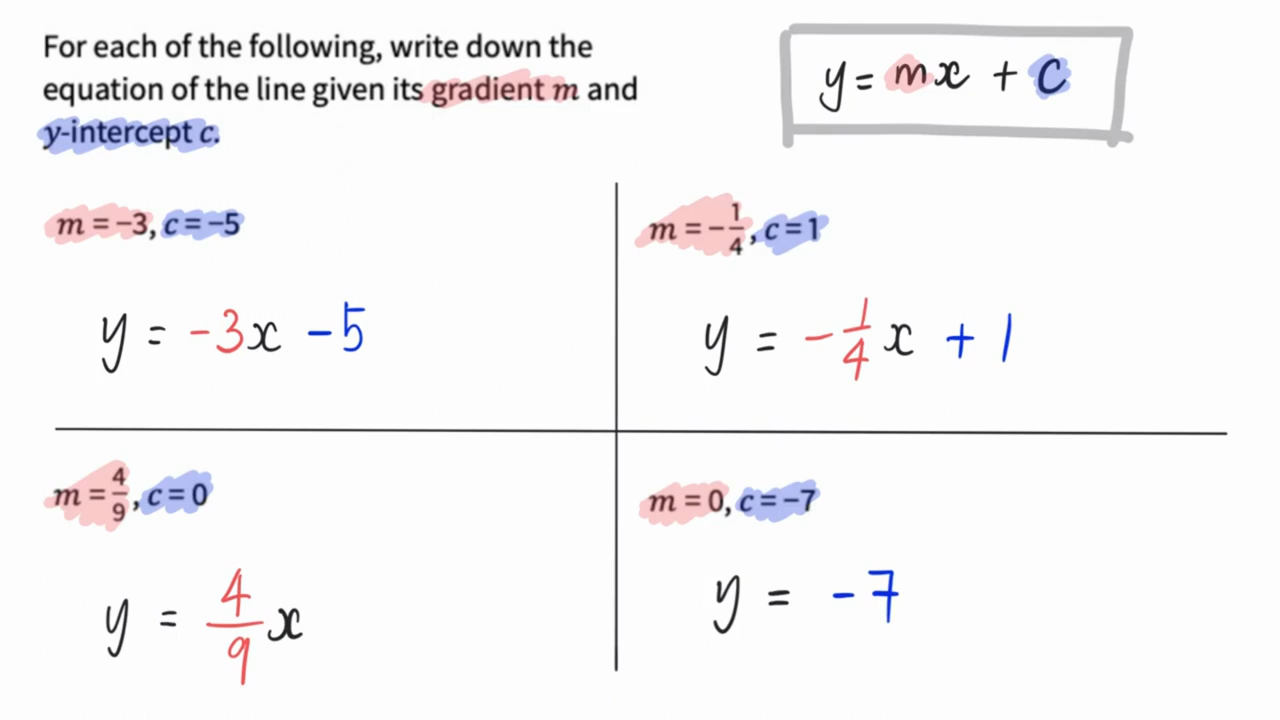 For each of the following, write down the
equation of the line given its gradient m and
y-intercept c.
y = mx + c
m = −3, c = −5
y = -3x -5
m = −1/4, c = 1
y = -1/4 x + 1
m = 4/9, c = 0
y = 4/9 x
m = 0, c = −7
y = -7